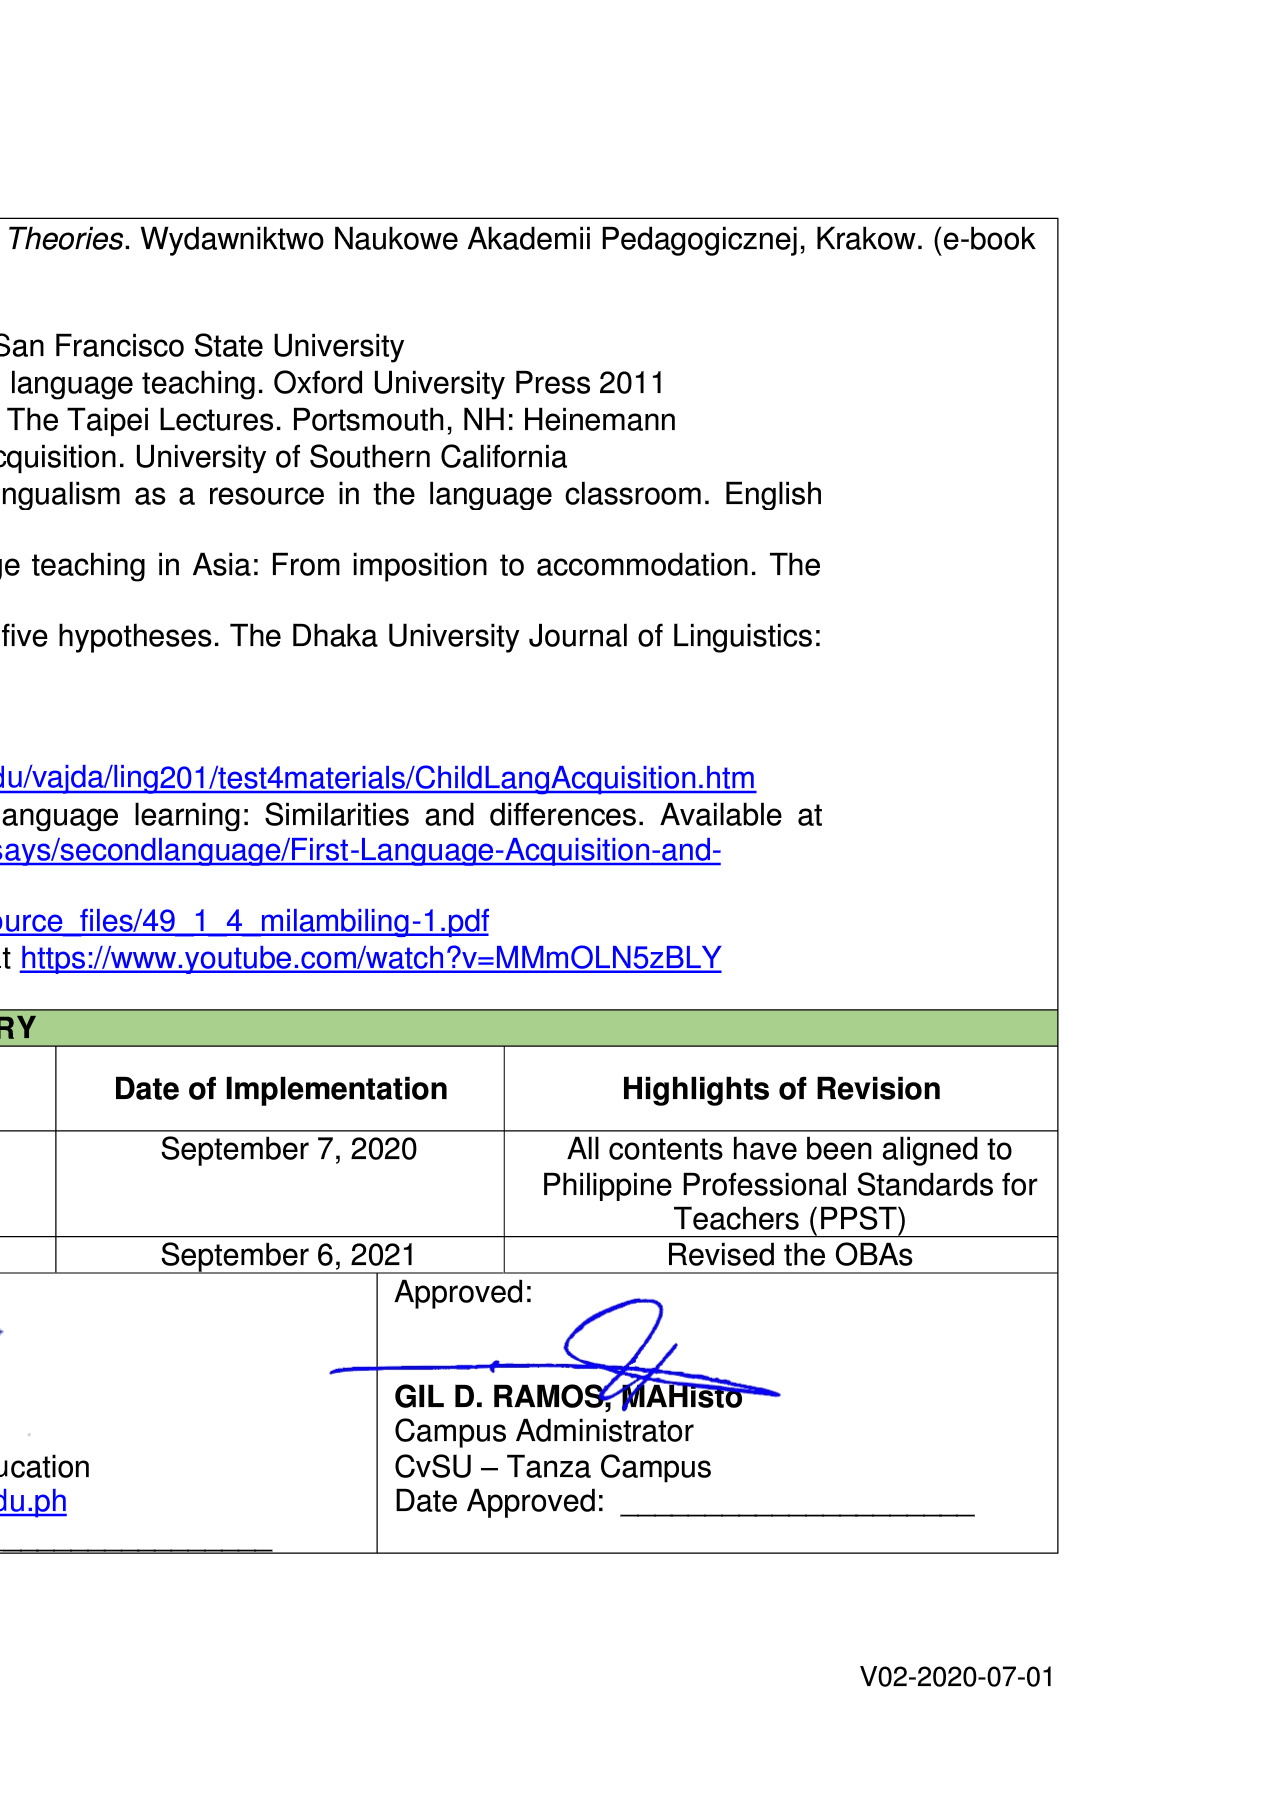 Theories. Wydawniktwo Naukowe Akademii Pedagogicznej, Krakow. (e-book
San Francisco State University
language teaching. Oxford University Press 2011
The Taipei Lectures. Portsmouth, NH: Heinemann
cquisition. University of Southern California
ngualism as a resource in the language classroom. English
ge teaching in Asia: From imposition to accommodation. The
five hypotheses. The Dhaka University Journal of Linguistics:
du/vajda/ling201/test4materials/ChildLangAcquisition.htm
anguage learning: Similarities and differences. Available at
says/secondlanguage/First-Language-Acquisition-and-
ource_files/49_1_4_milambiling-1.pdf
at https://www.youtube.com/watch?v=MMmOLN5zBLY
RY
Date of Implementation Highlights of Revision
September 7, 2020 All contents have been aligned to
Philippine Professional Standards for
Teachers (PPST)
September 6, 2021 Revised the OBAs
Approved:
GIL D. RAMOS, MAHisto
Campus Administrator
ucation CvSU – Tanza Campus
du.ph Date Approved: ____________________
V02-2020-07-01